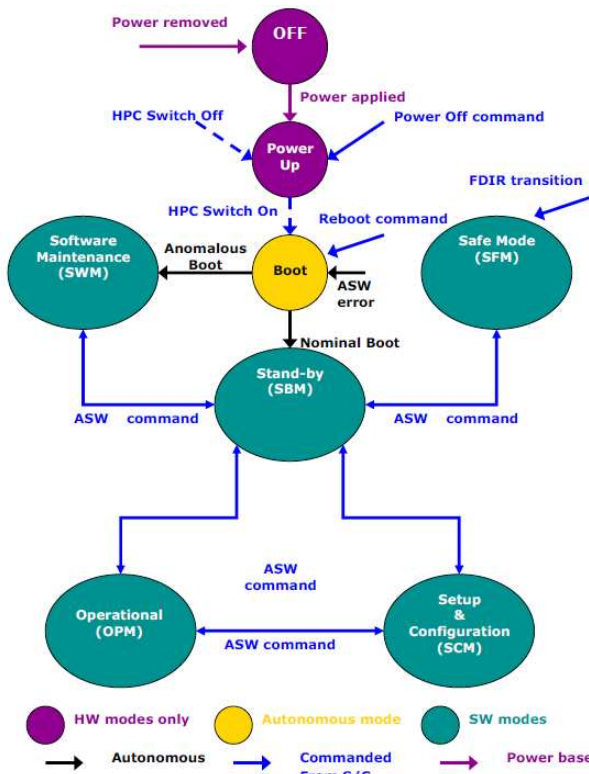 OFF
Power removed
Power applied
HPC Switch Off
Power Off command
Power
Up
FDIR transition
HPC Switch On
Reboot command
Software
Maintenance
(SWM)
Anomalous
Boot
Boot
ASW
error
Safe Mode
(SFM)
Nominal Boot
Stand-by
(SBM)
ASW command
ASW command
ASW
command
Operational
(OPM)
ASW command
Setup
&
Configuration
(SCM)
HW modes only
Autonomous mode
SW modes
Autonomous
Commanded
Power base